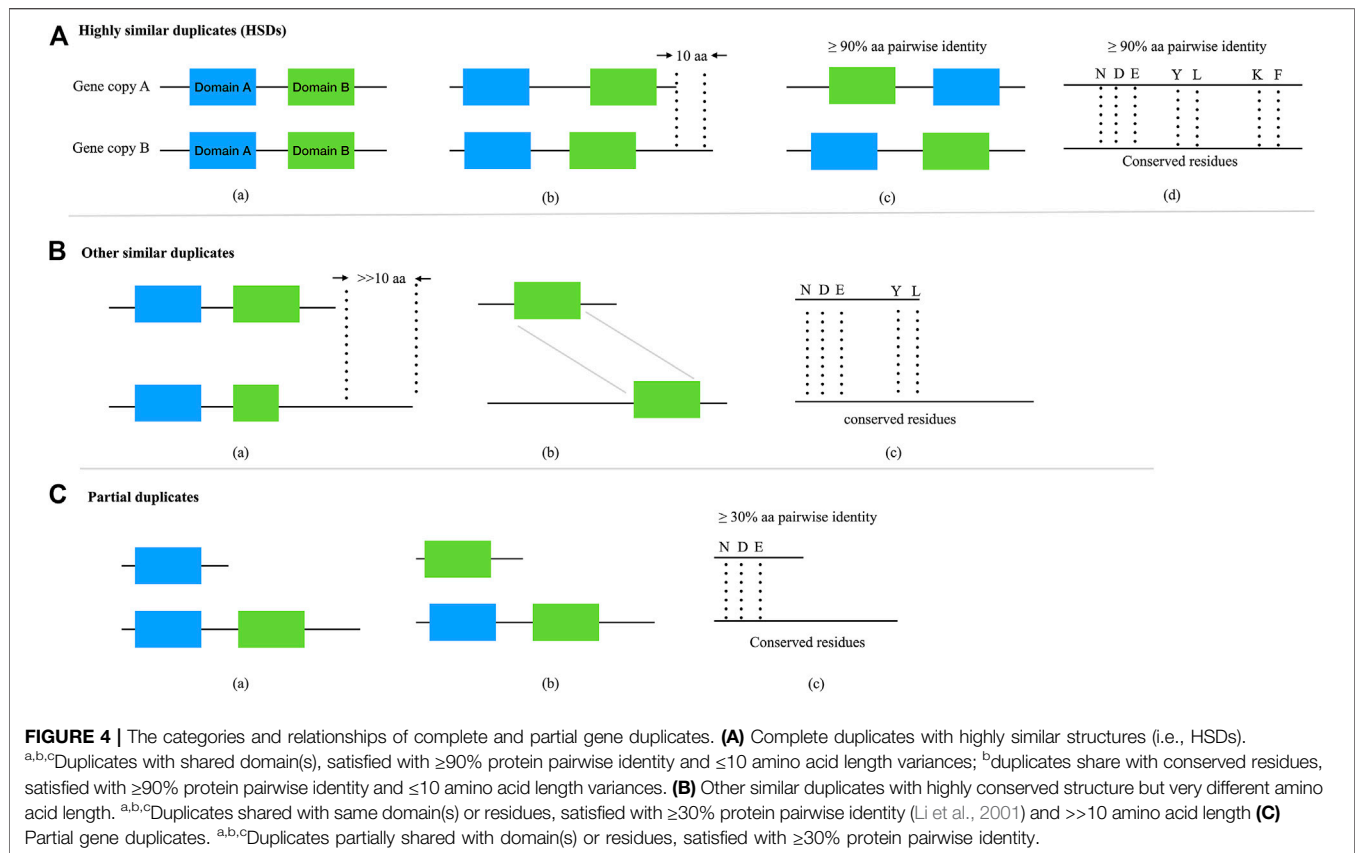 A Highly similar duplicates (HSDs)
10 aa
≥ 90% aa pairwise identity
≥ 90% aa pairwise identity
N D E Y L K F
Gene copy A
Domain A
Domain B
Gene copy B
Domain A
Domain B
Conserved residues
(a)
(b)
(c)
(d)
B Other similar duplicates
>>10 aa
N D E Y L
conserved residues
(a)
(b)
(c)
C Partial duplicates
≥ 30% aa pairwise identity
N D E
Conserved residues
(a)
(b)
(c)
FIGURE 4 | The categories and relationships of complete and partial gene duplicates. (A) Complete duplicates with highly similar structures (i.e., HSDs).
a,b,cDuplicates with shared domain(s), satisfied with ≥90% protein pairwise identity and ≤10 amino acid length variances; bduplicates share with conserved residues,
satisfied with ≥90% protein pairwise identity and ≤10 amino acid length variances. (B) Other similar duplicates with highly conserved structure but very different amino
acid length. a,b,cDuplicates shared with same domain(s) or residues, satisfied with ≥30% protein pairwise identity (Li et al., 2001) and >>10 amino acid length (C)
Partial gene duplicates. a,b,cDuplicates partially shared with domain(s) or residues, satisfied with ≥30% protein pairwise identity.